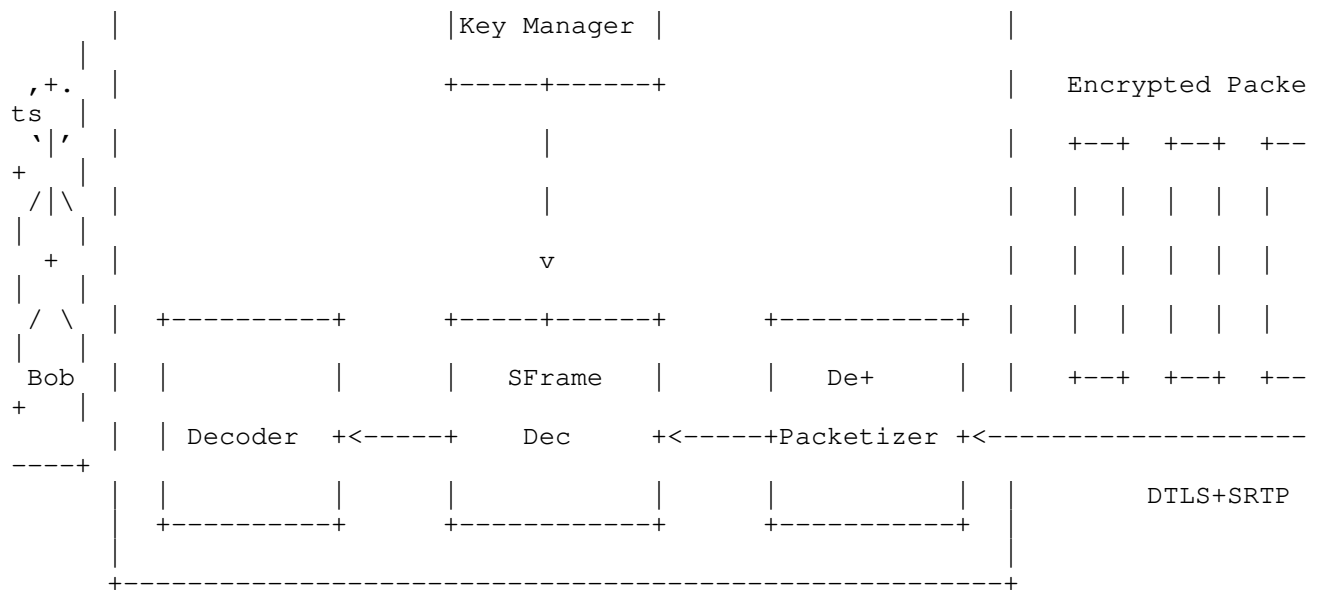 Key Manager
Encrypted Packe
ts
Bob SFrame De+
Decoder Dec Packetizer
DTLS+SRTP